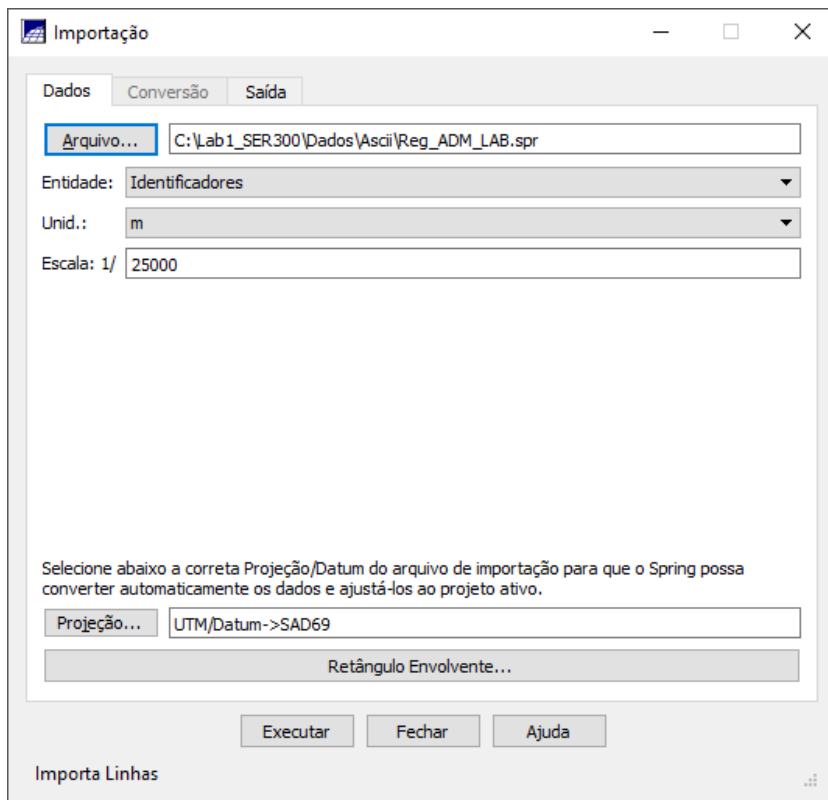 Importação
Dados Conversão Saída
Arquivo... C:\Lab1_SER300\Dados\Ascii\Reg_ADM_LAB.spr
Entidade: Identificadores
Unid.: m
Escala: 1/ 25000
Selecione abaixo a correta Projeção/Datum do arquivo de importação para que o Spring possa
converter automaticamente os dados e ajustá-los ao projeto ativo.
Projeção... UTM/Datum->SAD69
Retângulo Envolvente...
Executar Fechar Ajuda
Importa Linhas